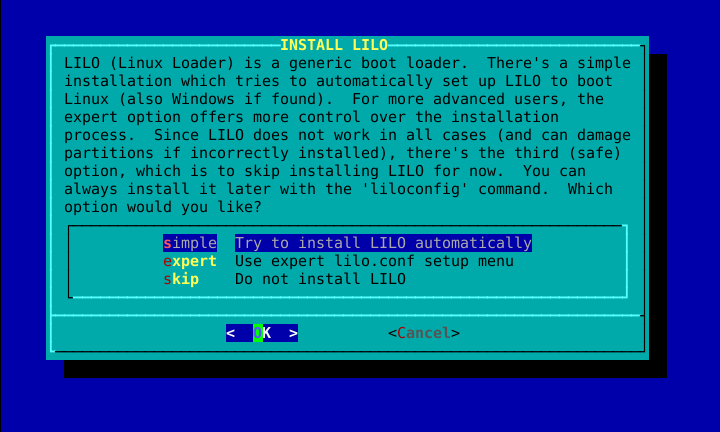 INSTALL LILO
LILO (Linux Loader) is a generic boot loader.  There's a simple
installation which tries to automatically set up LILO to boot
Linux (also Windows if found).  For more advanced users, the
expert option offers more control over the installation
process.  Since LILO does not work in all cases (and can damage
partitions if incorrectly installed), there's the third (safe)
option, which is to skip installing LILO for now.  You can
always install it later with the 'liloconfig' command.  Which
option would you like?
simple  Try to install LILO automatically
expert  Use expert lilo.conf setup menu
skip    Do not install LILO
<  OK  >          <Cancel>